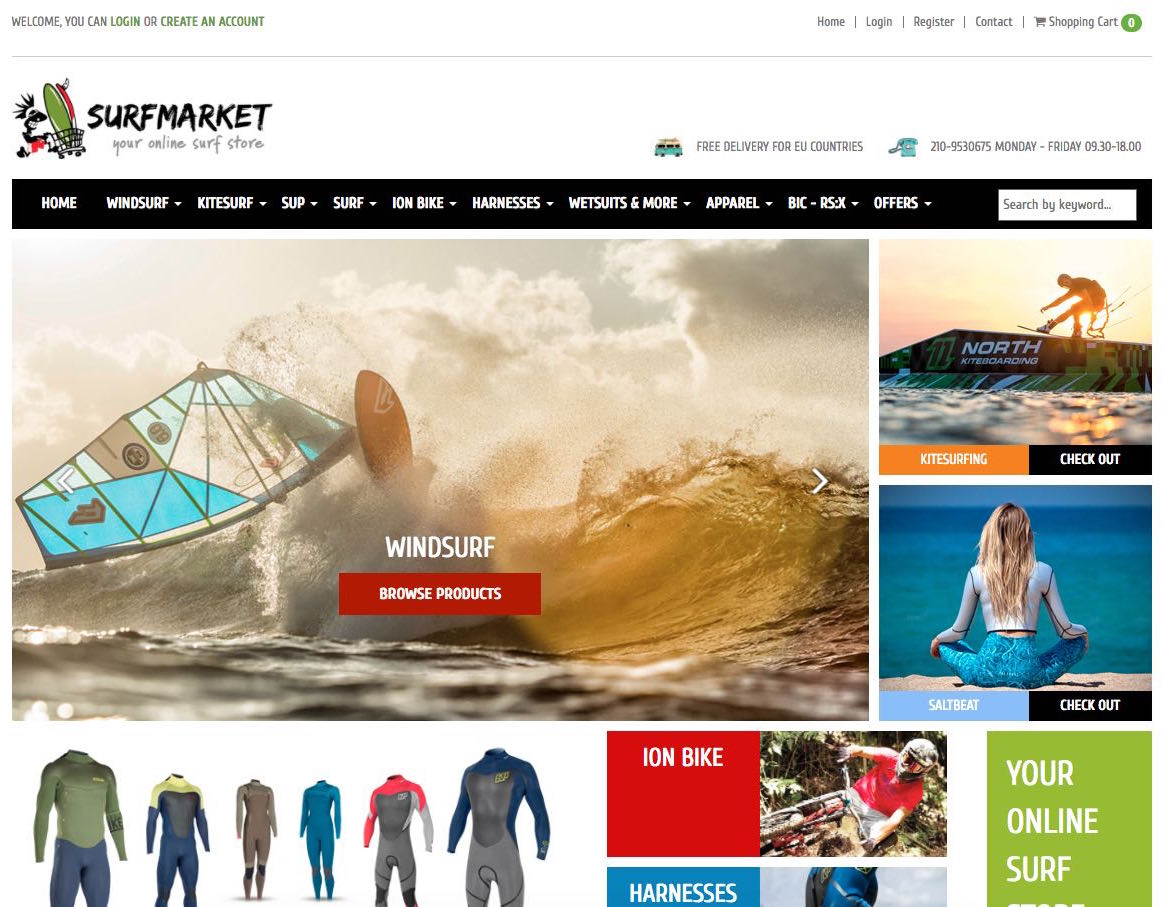 WELCOME, YOU CAN LOGIN OR CREATE AN ACCOUNT
Home | Login | Register | Contact | Shopping Cart 0
SURFMARKET
your online surf store
FREE DELIVERY FOR EU COUNTRIES
210-9530675 MONDAY - FRIDAY 09.30-18.00
HOME WINDSURF KITESURF SUP SURF ION BIKE HARNESSES WETSUITS & MORE APPAREL BIC - RS:X OFFERS
Search by keyword...
WINDSURF
BROWSE PRODUCTS
NORTH
KITEBOARDING
KITESURFING CHECK OUT
SALTBEAT CHECK OUT
ION BIKE
HARNESSES
YOUR
ONLINE
SURF
STORE